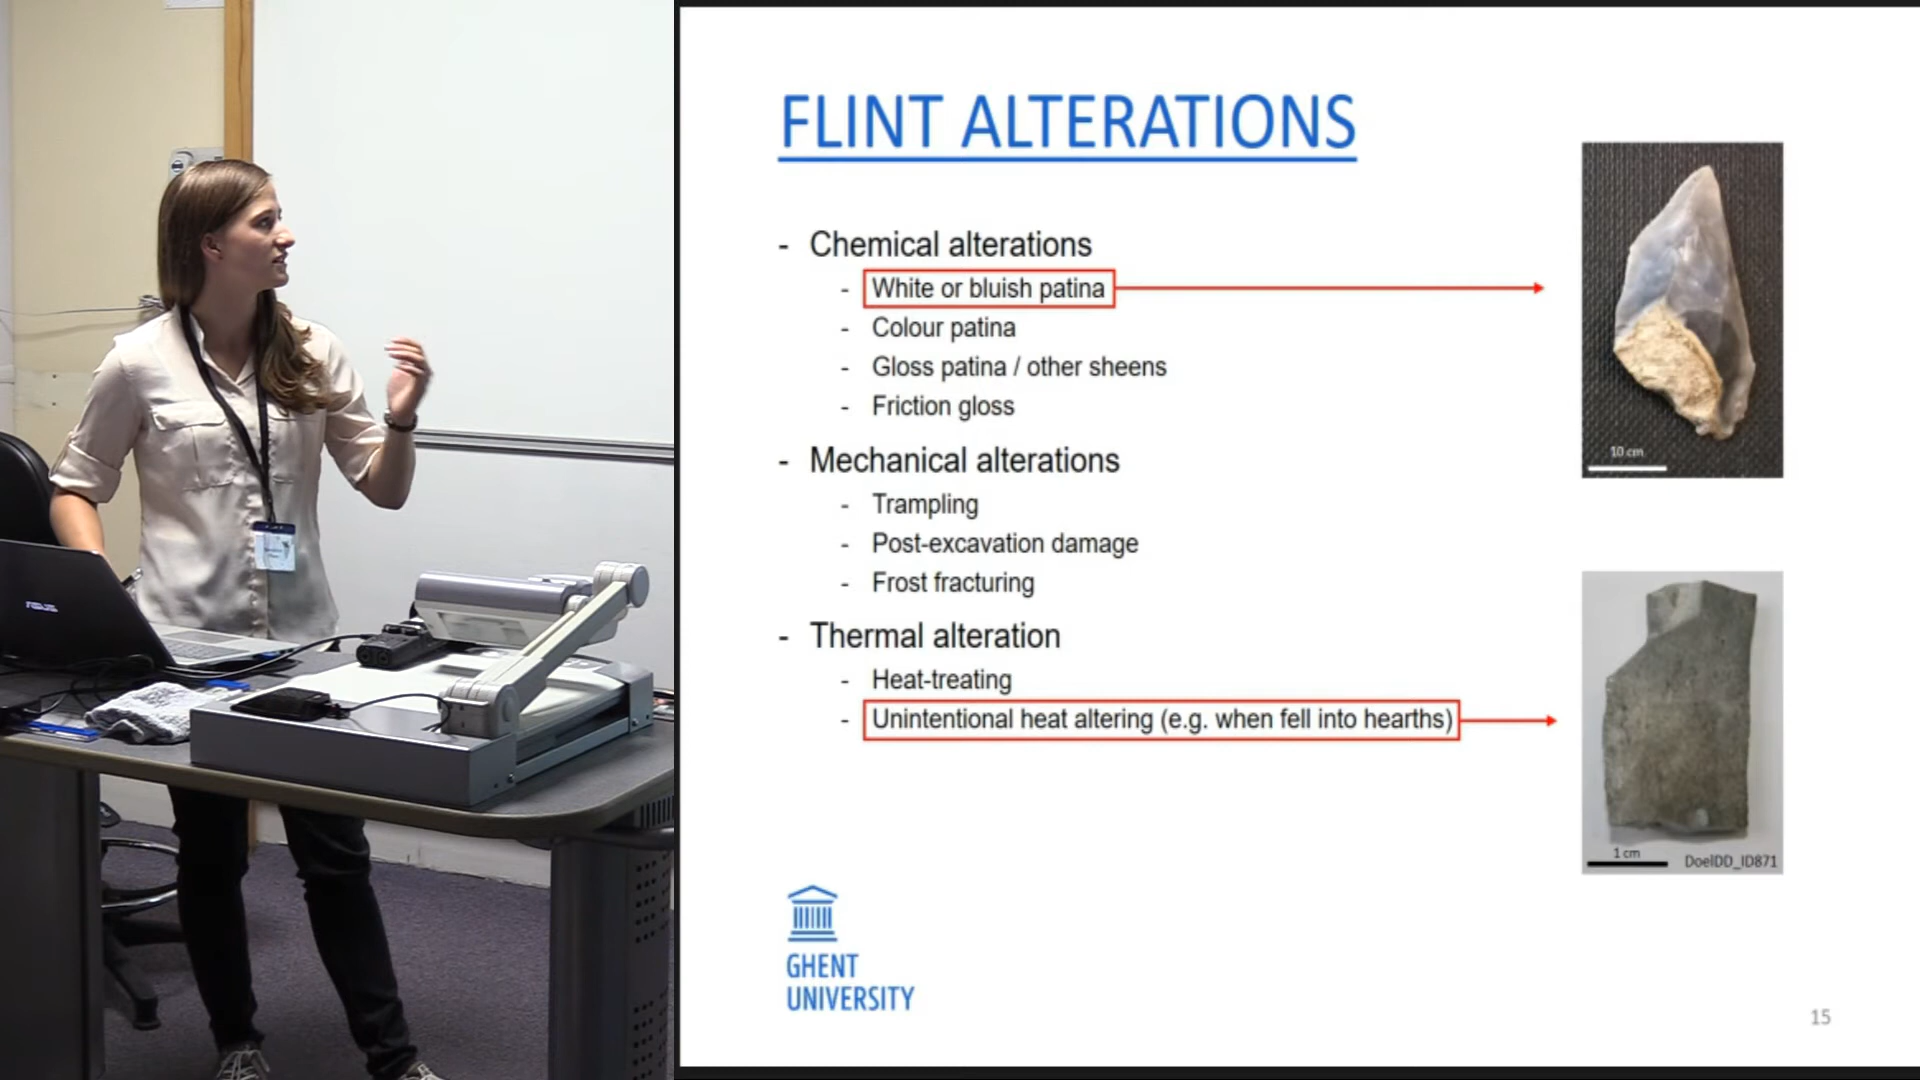 FLINT ALTERATIONS
- Chemical alterations
- White or bluish patina
- Colour patina
- Gloss patina / other sheens
- Friction gloss
- Mechanical alterations
- Trampling
- Post-excavation damage
- Frost fracturing
- Thermal alteration
- Heat-treating
- Unintentional heat altering (e.g. when fell into hearths)
10 cm
1 cm
DoelDD_ID871
GHENT
UNIVERSITY
15
ASUS